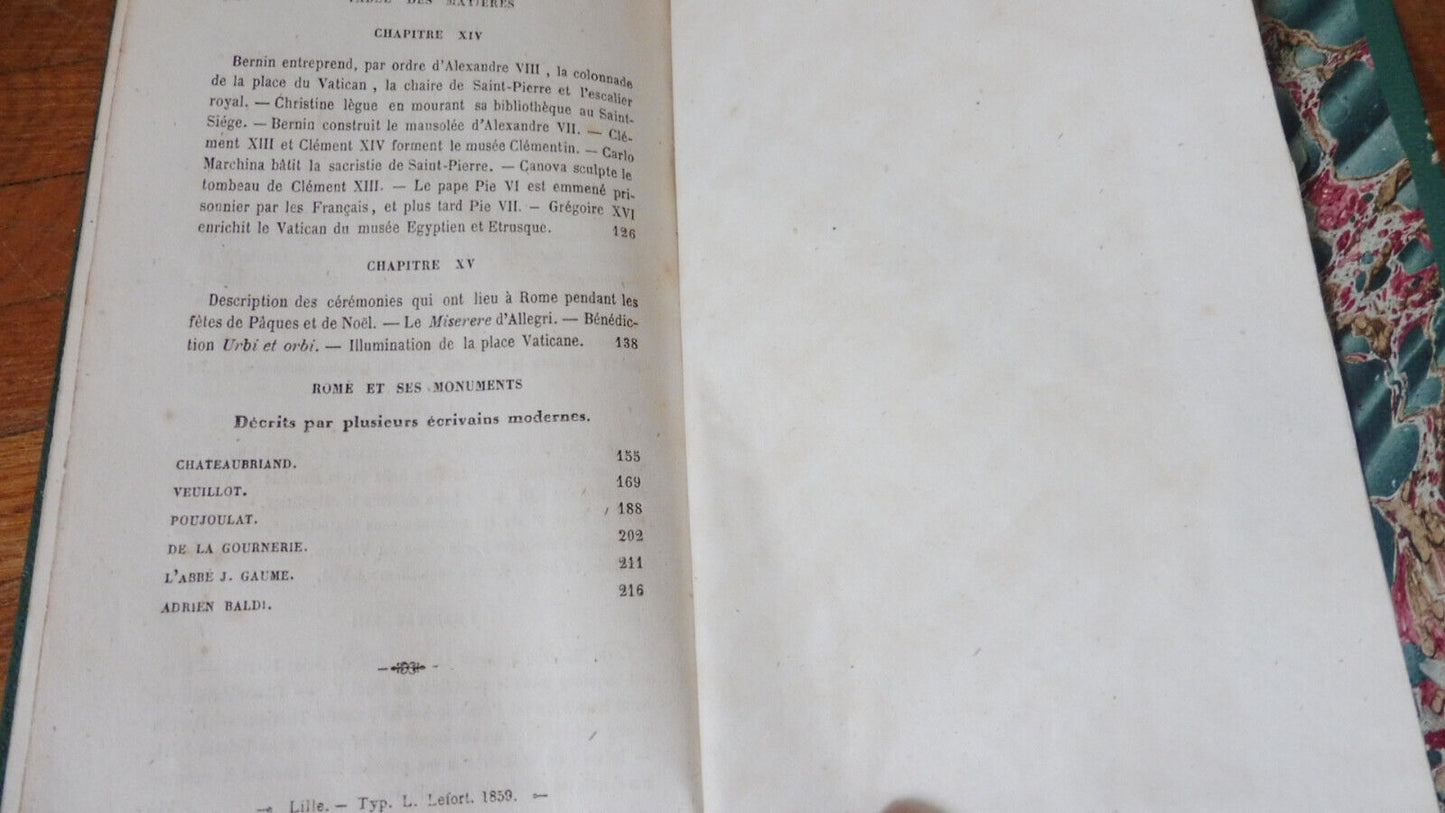 TABLE DES MATIÈRES
CHAPITRE XIV
Bernin entreprend, par ordre d'Alexandre VIII, la colonnade
de la place du Vatican, la chaire de Saint-Pierre et l'escalier
royal. — Christine lègue en mourant sa bibliothèque au Saint-
Siége. — Bernin construit le mausolée d'Alexandre VII. — Clé-
ment XIII et Clément XIV forment le musée Clémentin. — Carlo
Marchina bâtit la sacristie de Saint-Pierre. — Canova sculpte le
tombeau de Clément XIII. — Le pape Pie VI est emmené pri-
sonnier par les Français, et plus tard Pie VII. — Grégoire XVI
enrichit le Vatican du musée Egyptien et Etrusque. 126
CHAPITRE XV
Description des cérémonies qui ont lieu à Rome pendant les
fêtes de Pâques et de Noël. — Le Miserere d'Allegri. — Bénédic-
tion Urbi et orbi. — Illumination de la place Vaticane. 138
ROME ET SES MONUMENTS
Décrits par plusieurs écrivains modernes.
CHATEAUBRIAND. 155
VEUILLOT. 169
POUJOULAT. 188
DE LA GOURNERIE. 202
L'ABBÉ J. GAUME. 211
ADRIEN BALDI. 216
Lille. — Typ. L. Lefort. 1859.